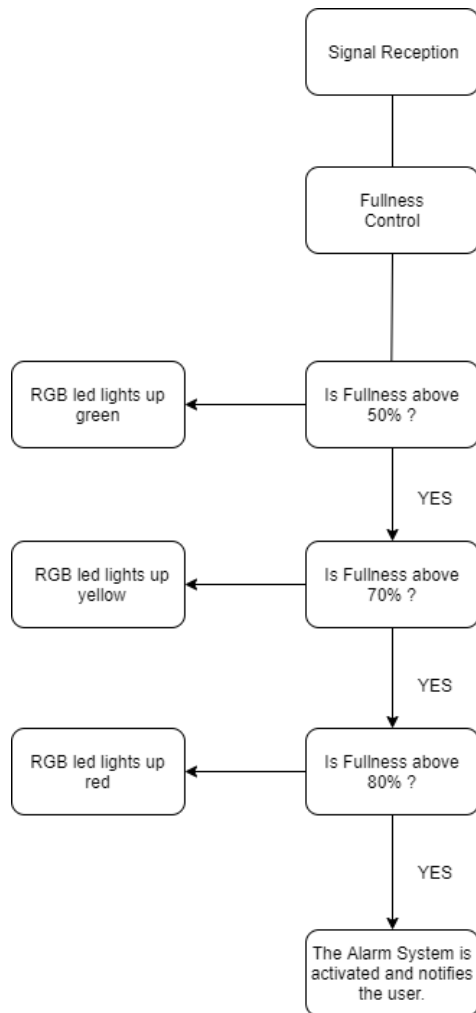 Signal Reception
Fullness
Control
RGB led lights up
green
Is Fullness above
50% ?
YES
RGB led lights up
yellow
Is Fullness above
70% ?
YES
RGB led lights up
red
Is Fullness above
80% ?
YES
The Alarm System is
activated and notifies
the user.